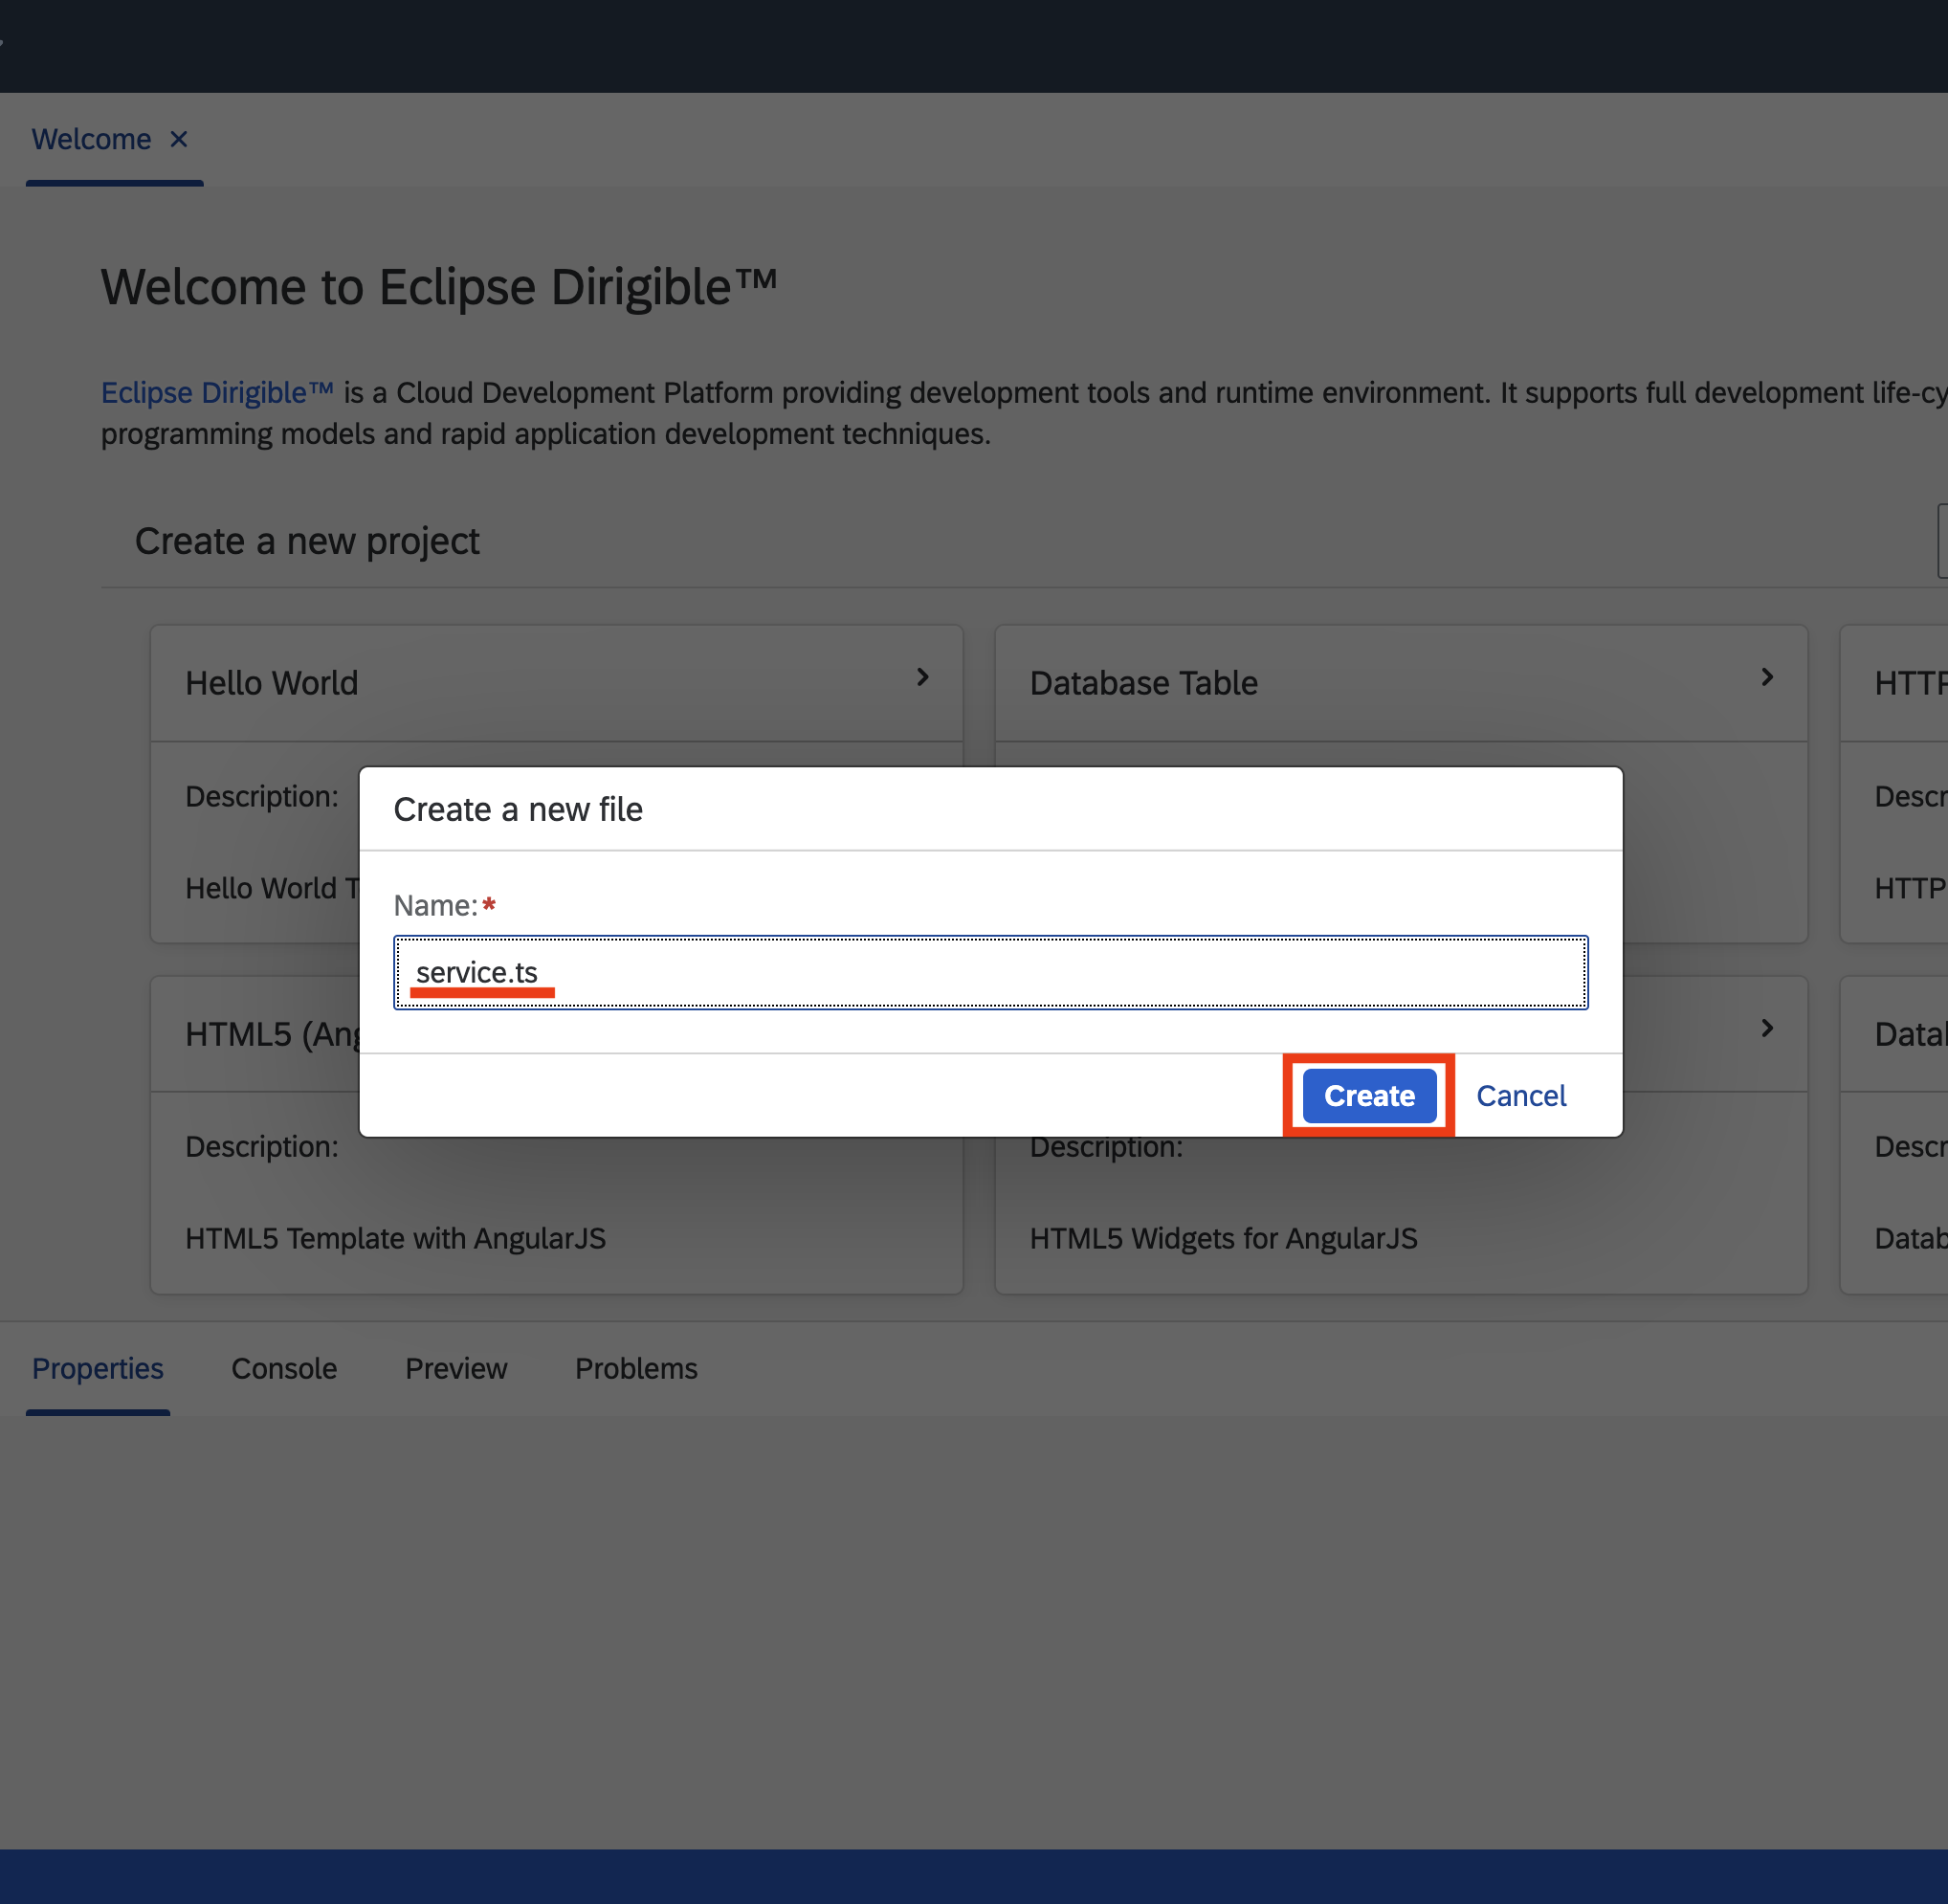 Welcome
Welcome to Eclipse Dirigible™
Eclipse Dirigible™ is a Cloud Development Platform providing development tools and runtime environment. It supports full development life-cy
programming models and rapid application development techniques.
Create a new project
Hello World
Database Table
HTTP
Description:
Descr
Hello World T
HTTP
Create a new file
Name:*
service.ts
Create Cancel
HTML5 (Ang
Datab
Description:
Description:
Descr
HTML5 Template with AngularJS
HTML5 Widgets for AngularJS
Datab
Properties Console Preview Problems